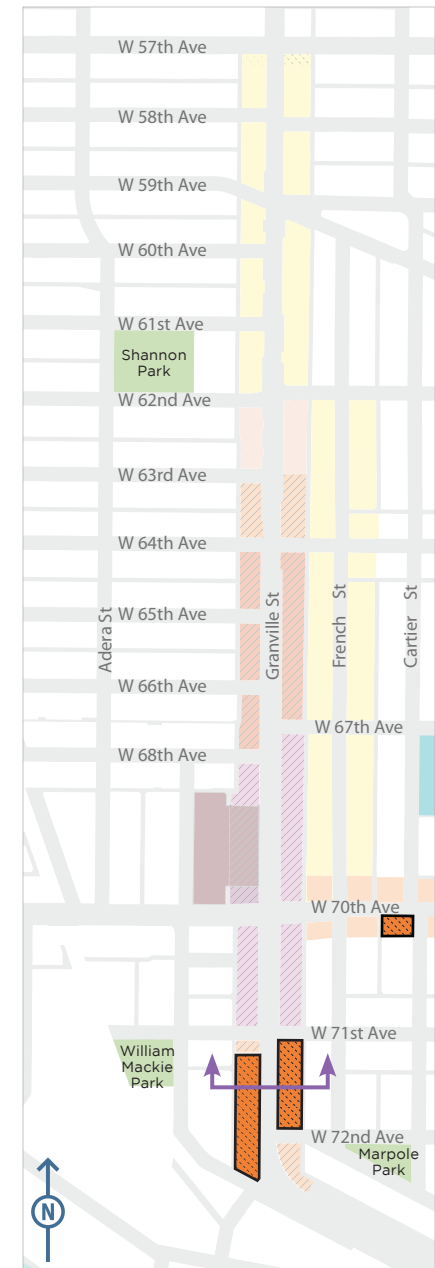 W 57th Ave
W 58th Ave
W 59th Ave
W 60th Ave
W 61st Ave
Shannon
Park
W 62nd Ave
W 63rd Ave
W 64th Ave
Adera St
W 65th Ave
Granville St
French St
Cartier St
W 66th Ave
W 67th Ave
W 68th Ave
W 70th Ave
W 71st Ave
William
Mackie
Park
W 72nd Ave
Marpole
Park
N